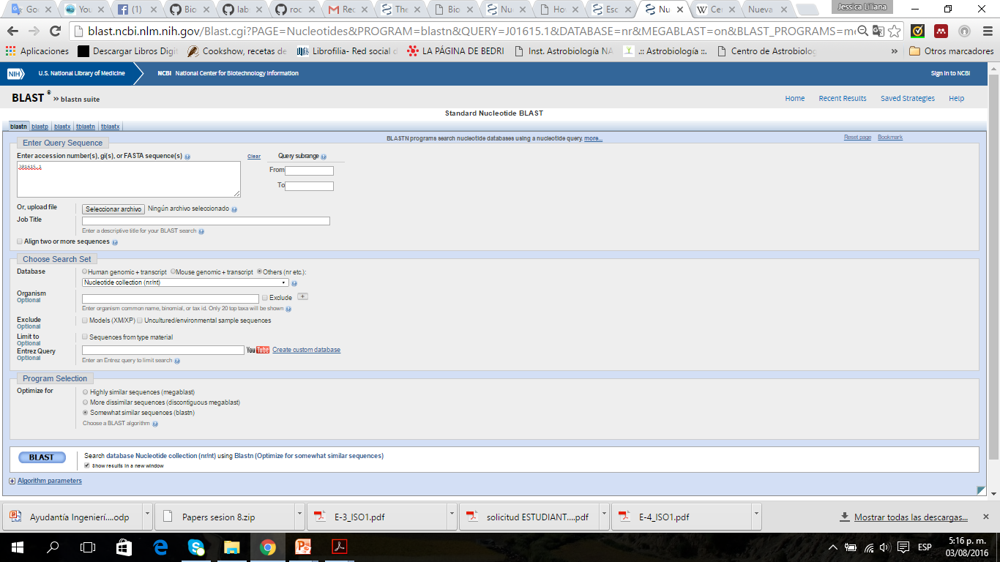 Jessica Liliana
Goo
You
(1)
Bio
lab
roc
Rec
The
Bio
Nuc
Hor
Esc
Nu
Cer
Nueva
blast.ncbi.nlm.nih.gov/Blast.cgi?PAGE=Nucleotides&PROGRAM=blastn&QUERY=J01615.1&DATABASE=nr&MEGABLAST=on&BLAST_PROGRAMS=me
Aplicaciones Descargar Libros Digit Cookshow, recetas de Librofilia- Red social d LA PÁGINA DE BEDRI Inst. Astrobiología NA .:: Astrobiología ::. Centro de Astrobiolog » Otros marcadores
NIH U.S. National Library of Medicine NCBI National Center for Biotechnology Information Sign in to NCBI
BLAST ® » blastn suite Home Recent Results Saved Strategies Help
Standard Nucleotide BLAST
blastn blastp blastx tblastn tblastx
Enter Query Sequence BLASTN programs search nucleotide databases using a nucleotide query. more... Reset page Bookmark
Enter accession number(s), gi(s), or FASTA sequence(s) Clear Query subrange
J01615.1
From
To
Or, upload file Seleccionar archivo Ningún archivo seleccionado
Job Title
Enter a descriptive title for your BLAST search
Align two or more sequences
Choose Search Set
Database Human genomic + transcript Mouse genomic + transcript Others (nr etc.):
Nucleotide collection (nr/nt)
Organism
Optional
Exclude +
Enter organism common name, binomial, or tax id. Only 20 top taxa will be shown
Exclude
Optional
Models (XM/XP) Uncultured/environmental sample sequences
Limit to
Optional
Sequences from type material
Entrez Query
Optional
YouTube Create custom database
Enter an Entrez query to limit search
Program Selection
Optimize for
Highly similar sequences (megablast)
More dissimilar sequences (discontiguous megablast)
Somewhat similar sequences (blastn)
Choose a BLAST algorithm
BLAST Search database Nucleotide collection (nr/nt) using Blastn (Optimize for somewhat similar sequences)
Show results in a new window
Algorithm parameters
Ayudantía Ingenierí....odp Papers sesion 8.zip E-3_ISO1.pdf solicitud ESTUDIANT....pdf E-4_ISO1.pdf Mostrar todas las descargas...
ESP 5:16 p. m.
03/08/2016